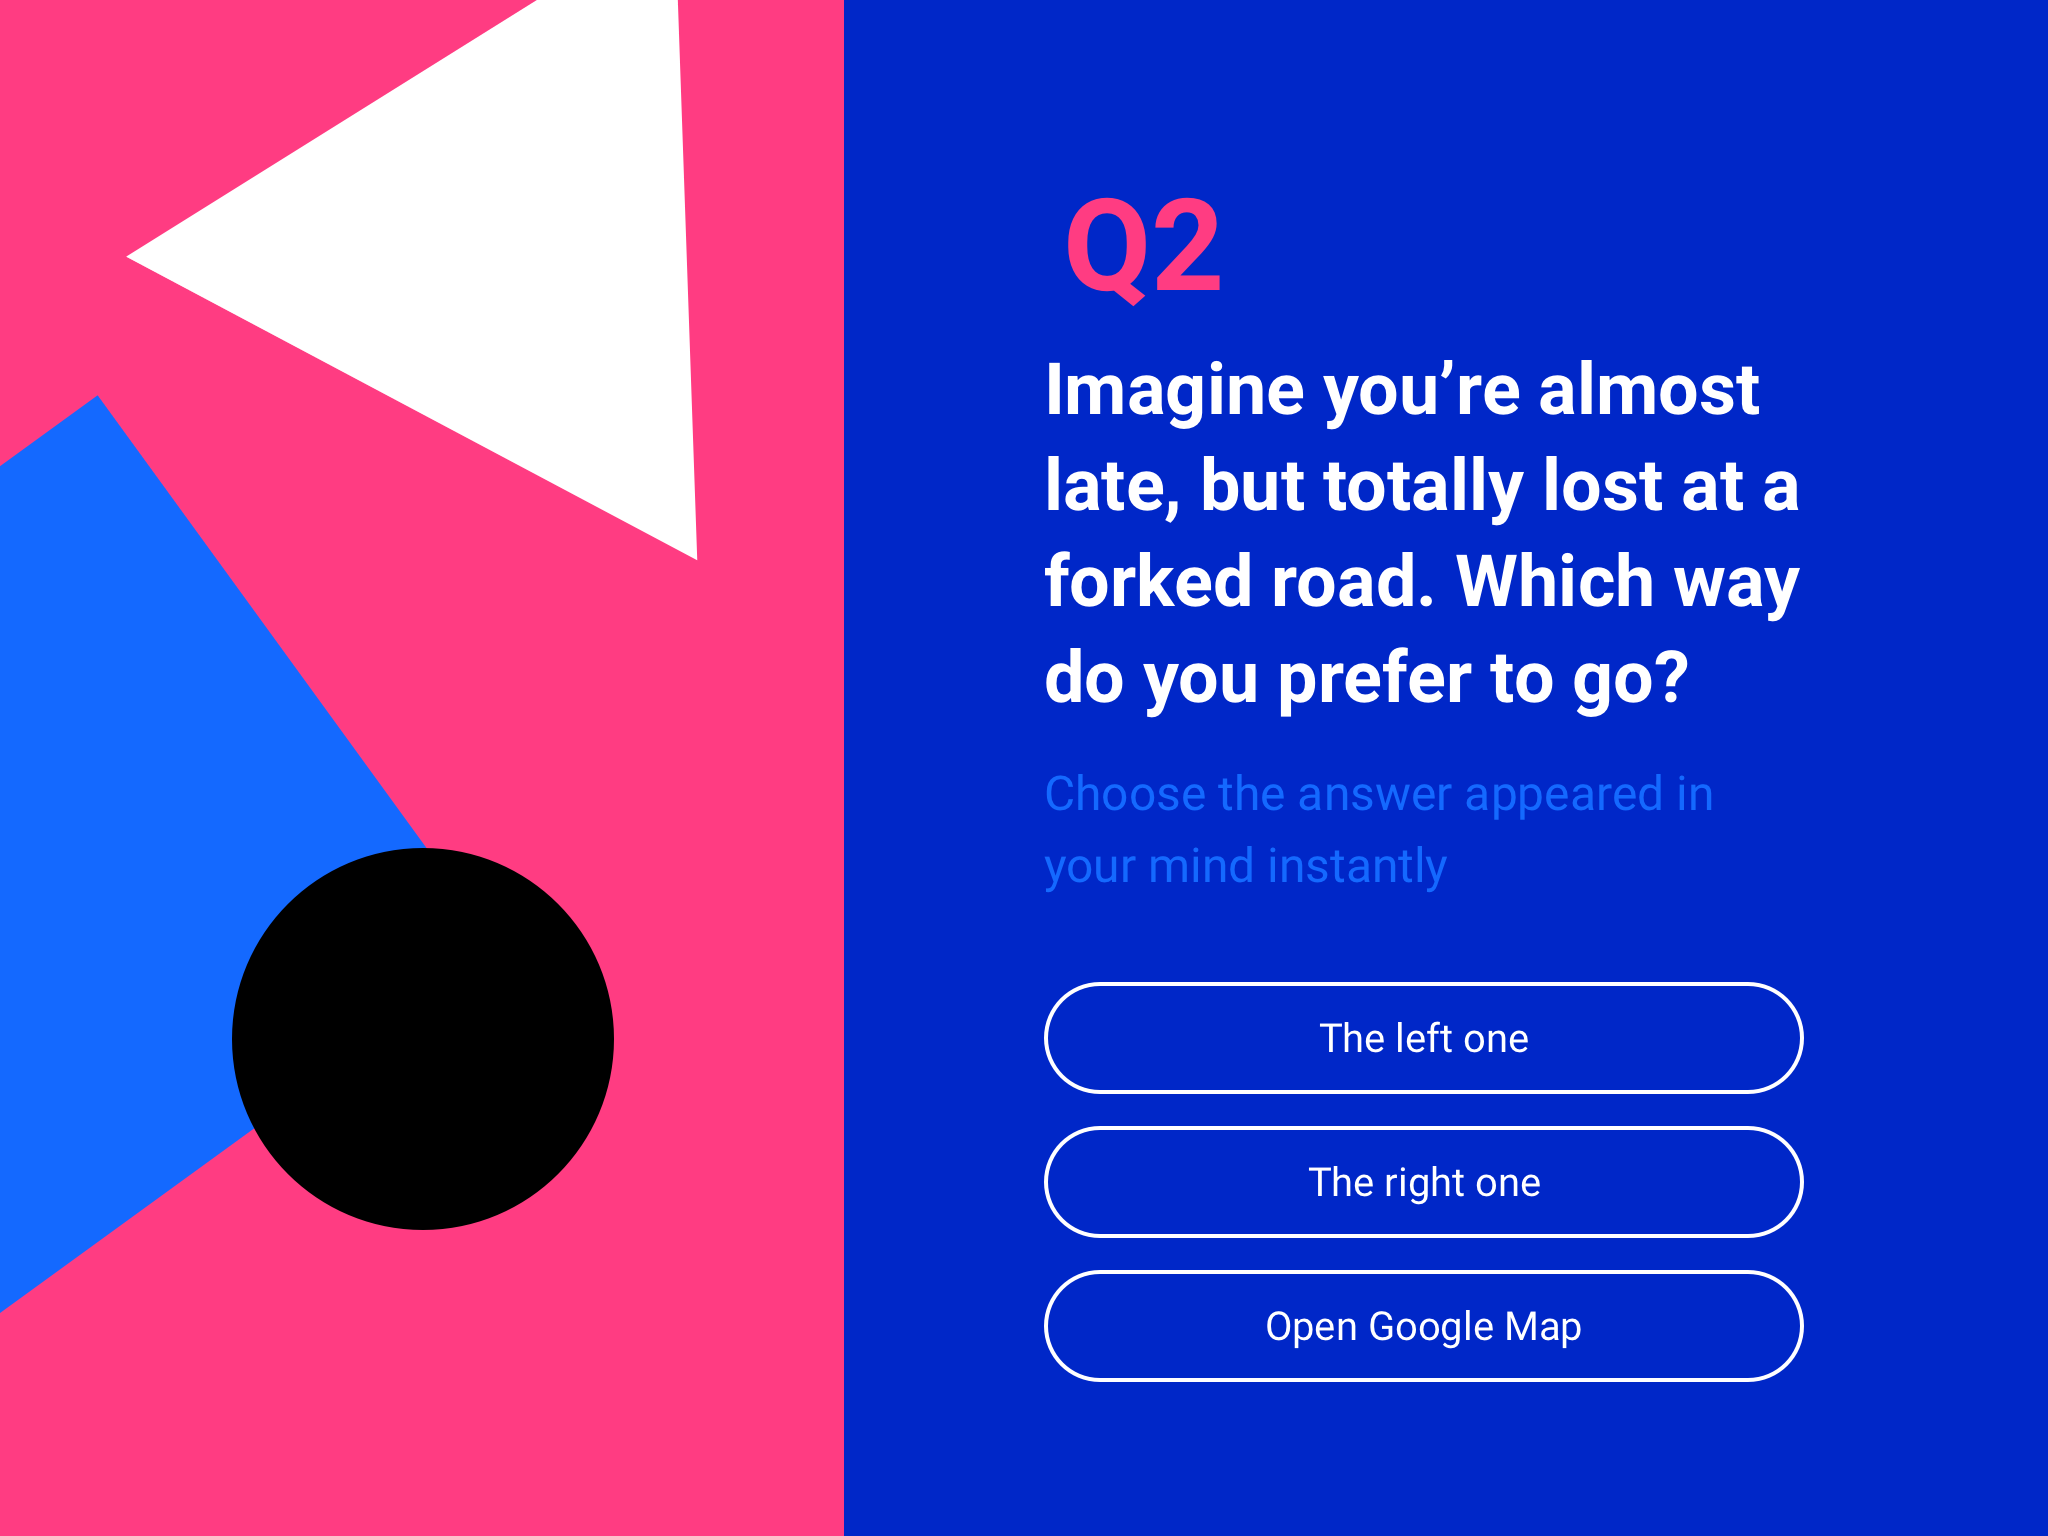 Q2
Imagine you’re almost
late, but totally lost at a
forked road. Which way
do you prefer to go?
Choose the answer appeared in
your mind instantly
The left one
The right one
Open Google Map